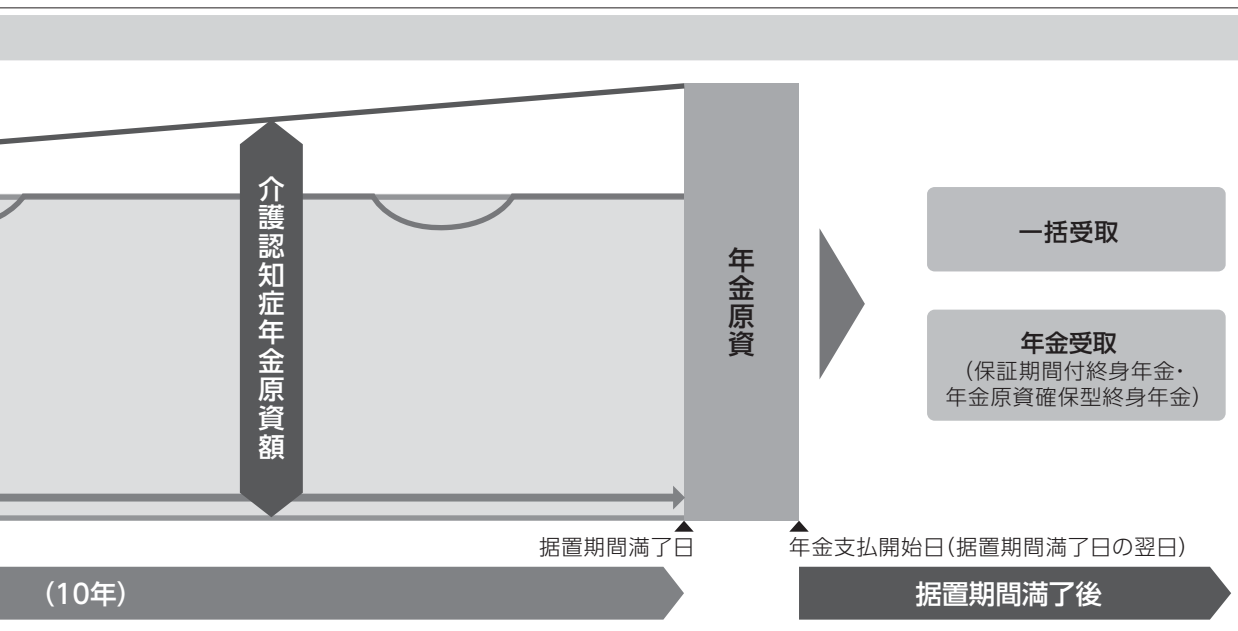 介護認知症年金原資額
年金原資
一括受取
年金受取
（保証期間付終身年金・
年金原資確保型終身年金）
据置期間満了日
年金支払開始日（据置期間満了日の翌日）
（10年）
据置期間満了後